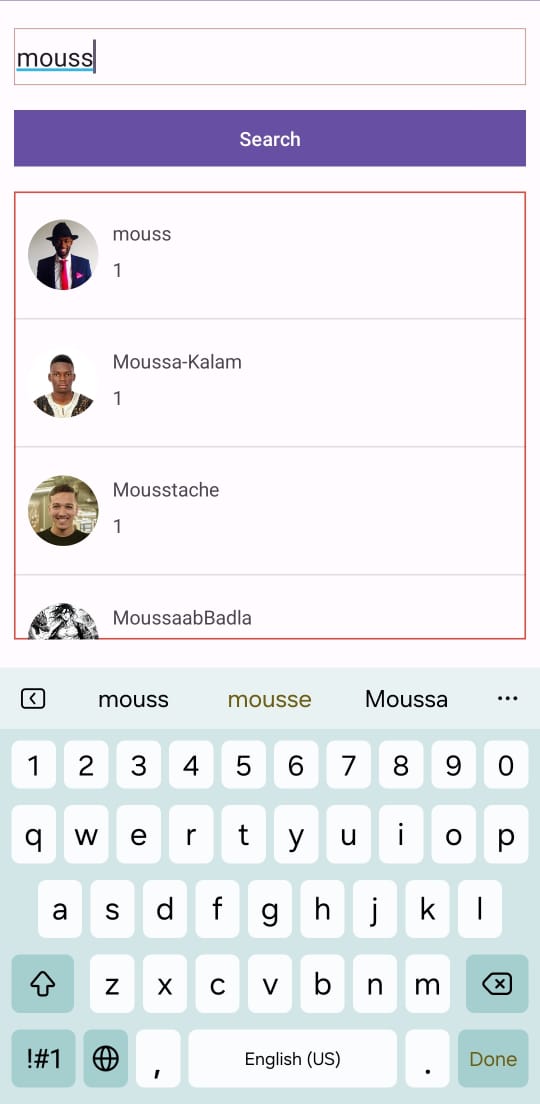 mouss
Search
mouss
1
Moussa-Kalam
1
Mousstache
1
MoussaabBadla
mouss mousse Moussa ...
1 2 3 4 5 6 7 8 9 0
q w e r t y u i o p
a s d f g h j k l
z x c v b n m
!#1 , English (US) . Done